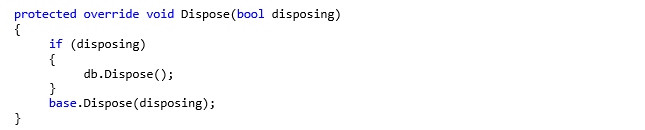 protected override void Dispose(bool disposing)
{
if (disposing)
{
db.Dispose();
}
base.Dispose(disposing);
}